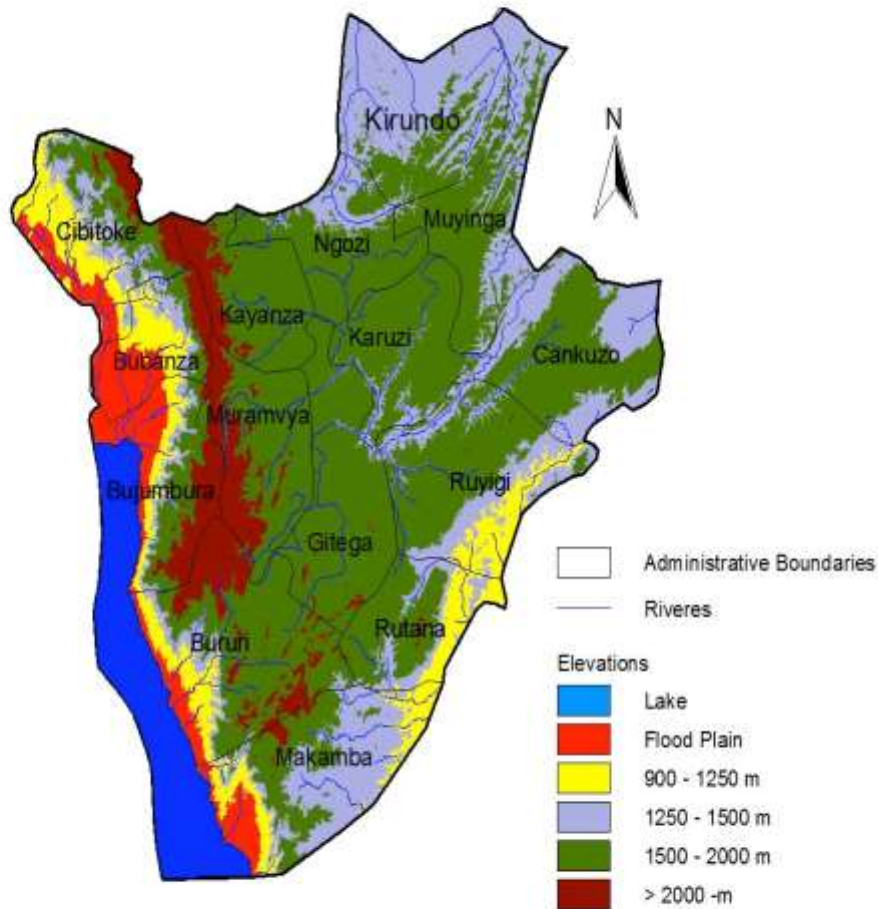 Kirundo
N
Cibitoke
Muyinga
Ngozi
Kayanza
Karuzi
Bubanza
Cankuzo
Muramvya
Bujumbura
Ruyigi
Gitega
Bururi
Rutana
Makamba
Administrative Boundaries
Riveres
Elevations
Lake
Flood Plain
900 - 1250 m
1250 - 1500 m
1500 - 2000 m
> 2000 -m